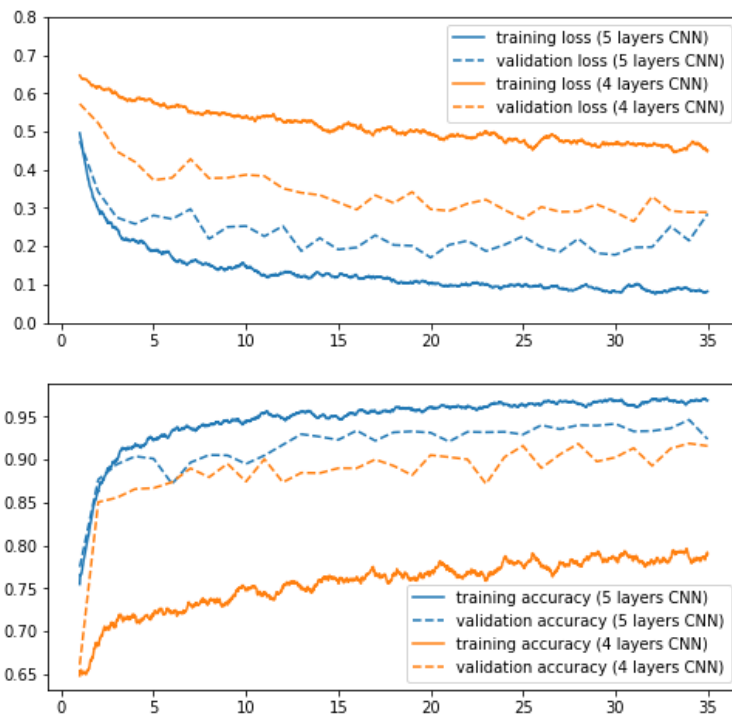 0.8
0.7
0.6
0.5
0.4
0.3
0.2
0.1
0.0
training loss (5 layers CNN)
validation loss (5 layers CNN)
training loss (4 layers CNN)
validation loss (4 layers CNN)
0 5 10 15 20 25 30 35
0.95
0.90
0.85
0.80
0.75
0.70
0.65
training accuracy (5 layers CNN)
validation accuracy (5 layers CNN)
training accuracy (4 layers CNN)
validation accuracy (4 layers CNN)
0 5 10 15 20 25 30 35